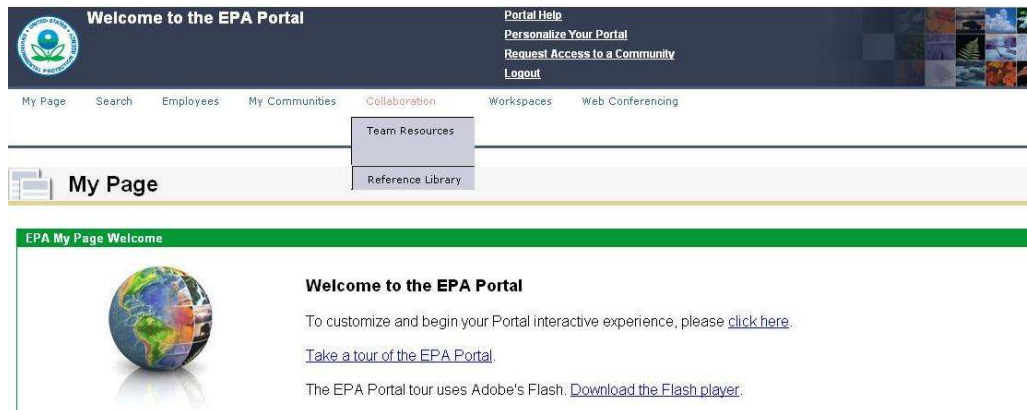 Welcome to the EPA Portal
Portal Help
Personalize Your Portal
Request Access to a Community
Logout
My Page Search Employees My Communities Collaboration Workspaces Web Conferencing
Team Resources
Reference Library
My Page
EPA My Page Welcome
Welcome to the EPA Portal
To customize and begin your Portal interactive experience, please click here.
Take a tour of the EPA Portal.
The EPA Portal tour uses Adobe's Flash. Download the Flash player.